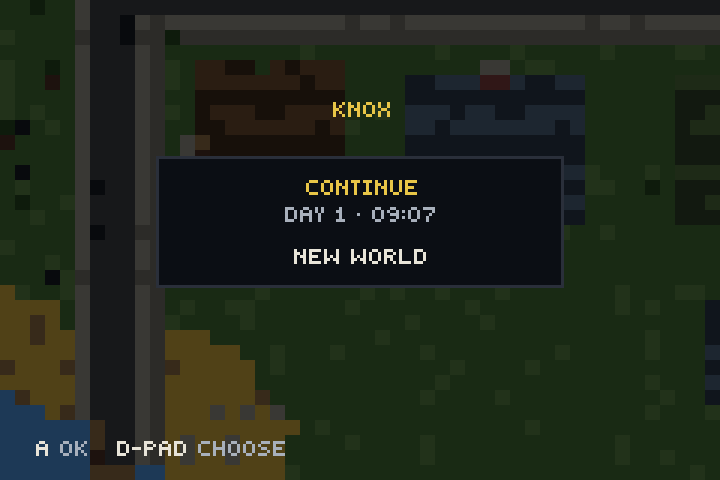 KNOX
CONTINUE
DAY 1 · 09:07
NEW WORLD
A OK D-PAD CHOOSE